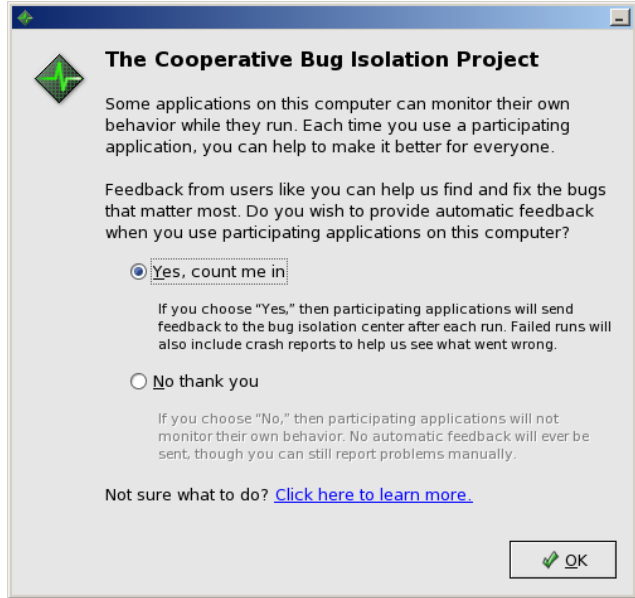 The Cooperative Bug Isolation Project
Some applications on this computer can monitor their own
behavior while they run. Each time you use a participating
application, you can help to make it better for everyone.
Feedback from users like you can help us find and fix the bugs
that matter most. Do you wish to provide automatic feedback
when you use participating applications on this computer?
Yes, count me in
If you choose “Yes,” then participating applications will send
feedback to the bug isolation center after each run. Failed runs will
also include crash reports to help us see what went wrong.
No thank you
If you choose “No,” then participating applications will not
monitor their own behavior. No automatic feedback will ever be
sent, though you can still report problems manually.
Not sure what to do? Click here to learn more.
OK